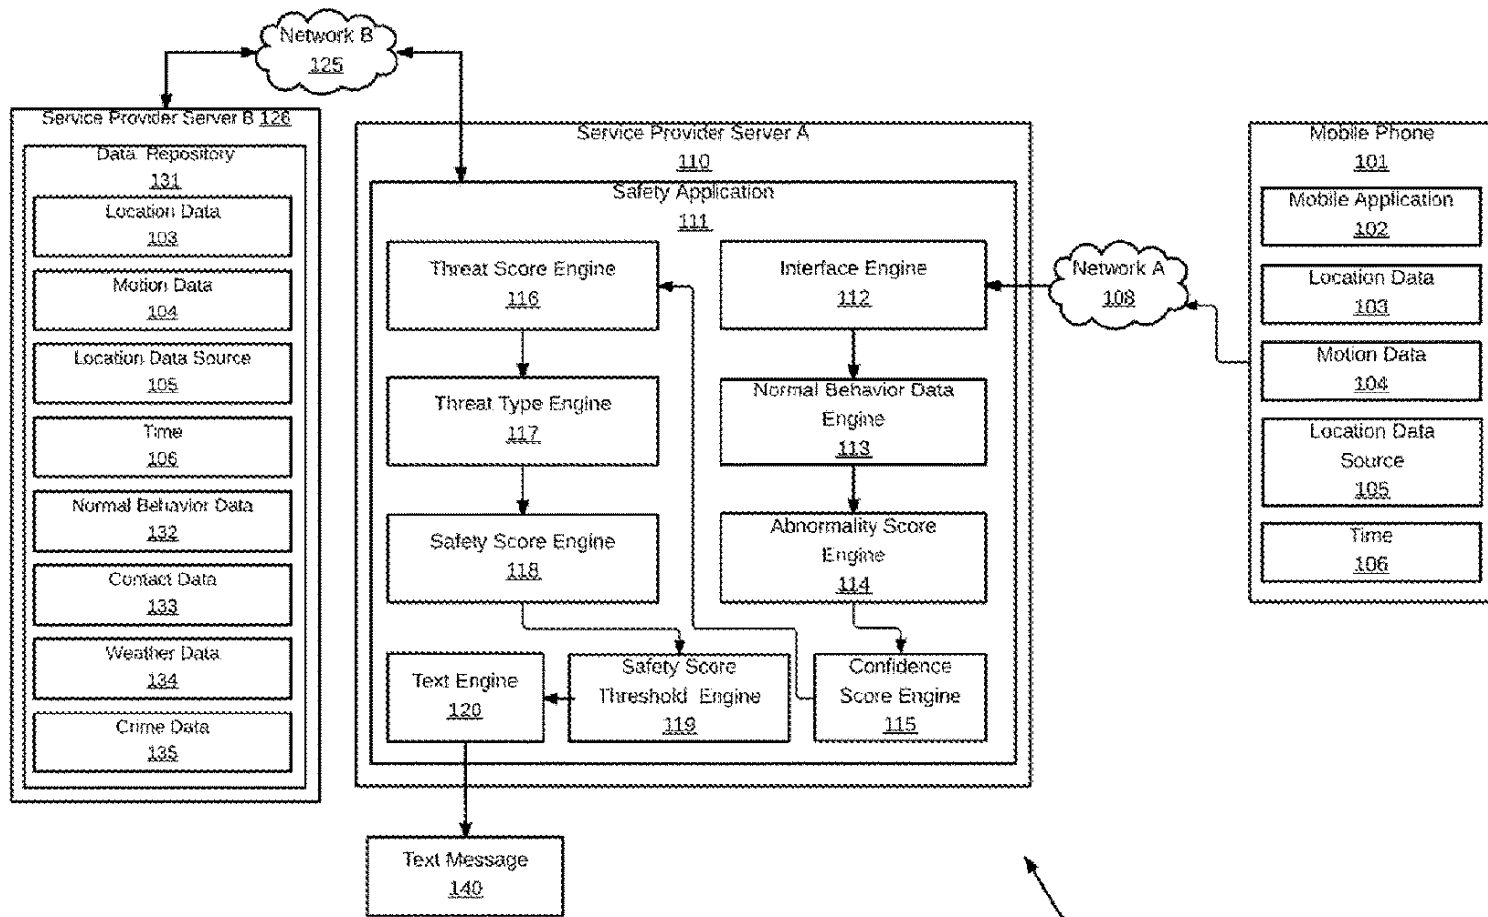 Network B
125
Service Provider Server B 126
Data Repository
131
Location Data
103
Motion Data
104
Location Data Source
105
Time
106
Normal Behavior Data
132
Contact Data
133
Weather Data
134
Crime Data
135
Service Provider Server A
110
Safety Application
111
Threat Score Engine
116
Threat Type Engine
117
Safety Score Engine
118
Text Engine
120
Interface Engine
112
Normal Behavior Data
Engine
113
Abnormality Score
Engine
114
Safety Score
Threshold Engine
119
Confidence
Score Engine
115
Text Message
140
Network A
108
Mobile Phone
101
Mobile Application
102
Location Data
103
Motion Data
104
Location Data
Source
105
Time
106